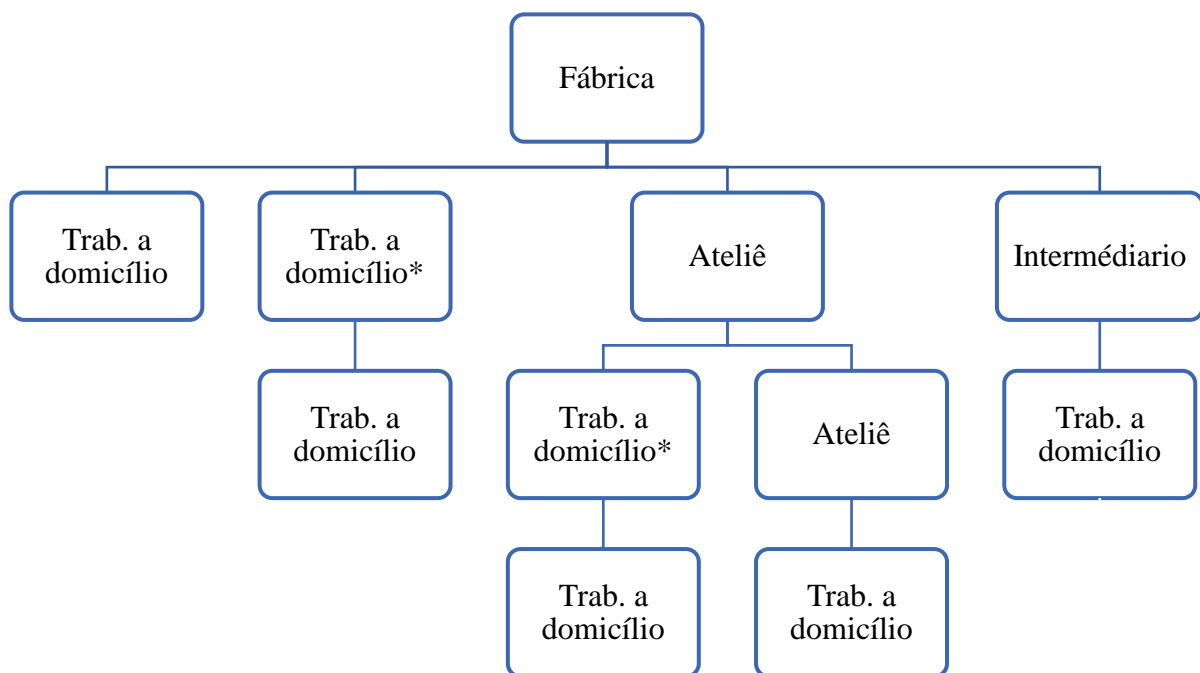 Fábrica
Trab. a
domicílio
Trab. a
domicílio*
Ateliê
Intermédiario
Trab. a
domicílio
Trab. a
domicílio*
Ateliê
Trab. a
domicílio
Trab. a
domicílio
Trab. a
domicílio